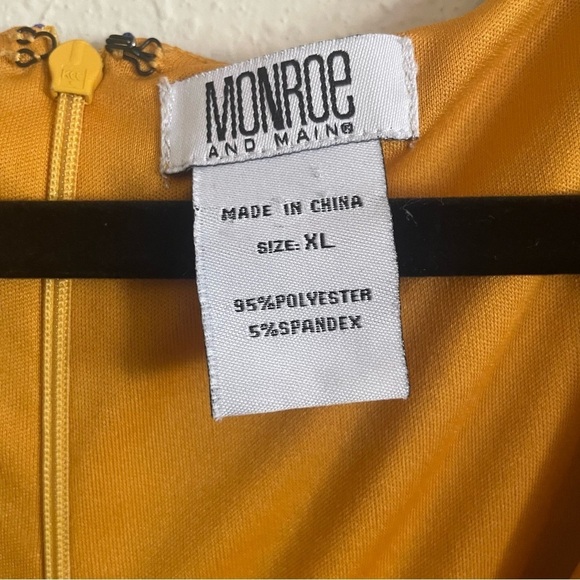 MONROe
AND MAIN®
MADE IN CHINA
SIZE: XL
95%POLYESTER
5%SPANDEX